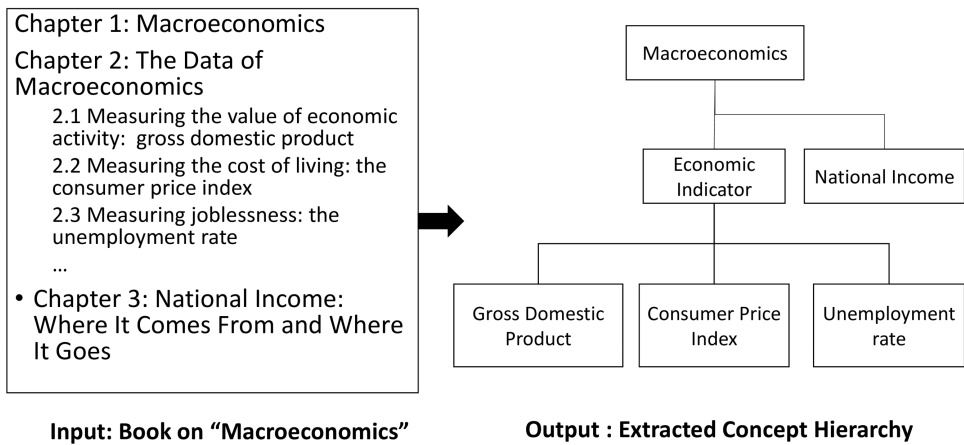 Chapter 1: Macroeconomics
Chapter 2: The Data of
Macroeconomics
2.1 Measuring the value of economic
activity: gross domestic product
2.2 Measuring the cost of living: the
consumer price index
2.3 Measuring joblessness: the
unemployment rate
...
• Chapter 3: National Income:
Where It Comes From and Where
It Goes
Input: Book on “Macroeconomics”
Macroeconomics
Economic
Indicator
National Income
Gross Domestic
Product
Consumer Price
Index
Unemployment
rate
Output : Extracted Concept Hierarchy